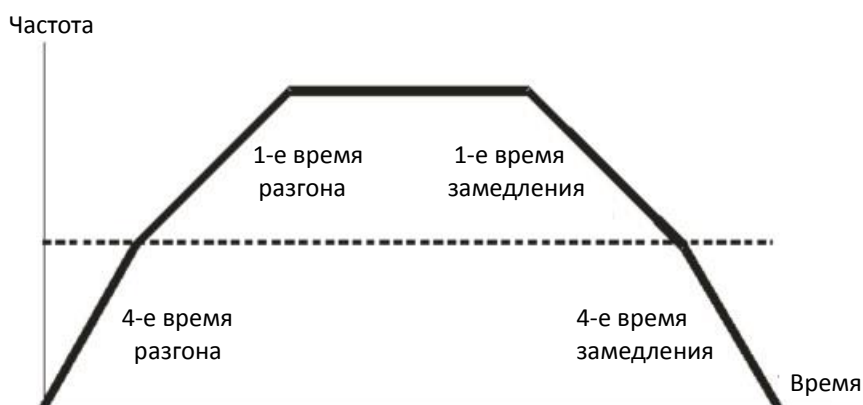 Частота
1-е время
разгона
1-е время
замедления
4-е время
разгона
4-е время
замедления
Время